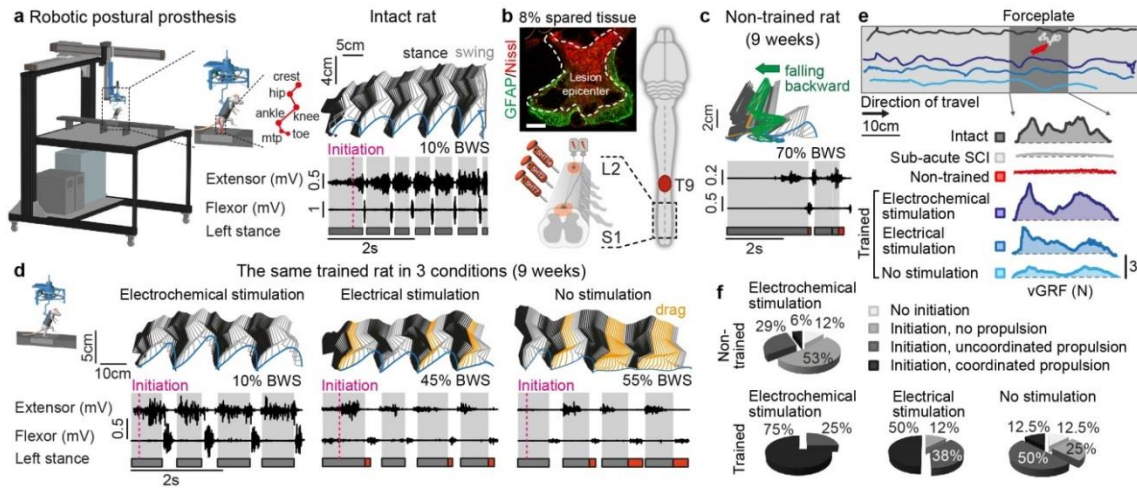 a Robotic postural prosthesis
Intact rat
5cm
4cm
stance
swing
crest
hip
ankle
knee
mtp
toe
Initiation
10% BWS
Extensor (mV)
0.5
Flexor (mV)
1
Left stance
2s
b 8% spared tissue
GFAP/Nissl
Lesion
epicenter
5HT1A
5HT7
5HT2
L2
S1
T9
c Non-trained rat
(9 weeks)
falling
backward
2cm
70% BWS
0.2
0.5
2s
d The same trained rat in 3 conditions (9 weeks)
Electrochemical stimulation
Electrical stimulation
No stimulation
drag
5cm
10cm
10% BWS
45% BWS
55% BWS
Initiation
Initiation
Initiation
Extensor (mV)
Flexor (mV)
0.5
Left stance
2s
e Forceplate
Direction of travel
10cm
Intact
Sub-acute SCI
Non-trained
Trained
Electrochemical
stimulation
Electrical
stimulation
No stimulation
3
vGRF (N)
f Electrochemical
stimulation
Non-
trained
29%
6%
12%
53%
No initiation
Initiation, no propulsion
Initiation, uncoordinated propulsion
Initiation, coordinated propulsion
Trained
Electrochemical
stimulation
75%
25%
Electrical
stimulation
50%
12%
38%
No stimulation
12.5%
12.5%
25%
50%